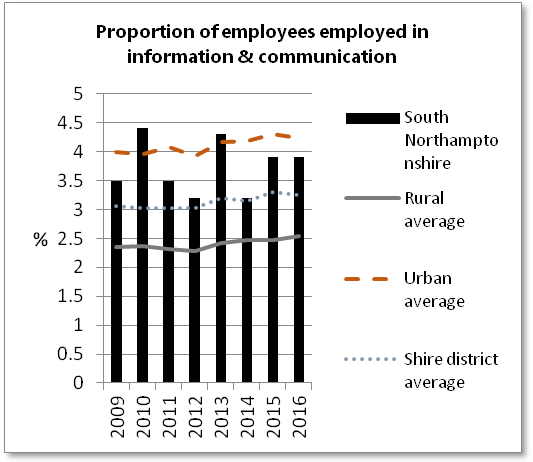 Proportion of employees employed in
information & communication
5
4.5
4
3.5
3
2.5
2
1.5
1
0.5
0
%
2009
2010
2011
2012
2013
2014
2015
2016
South
Northampto
nshire
Rural
average
Urban
average
Shire district
average